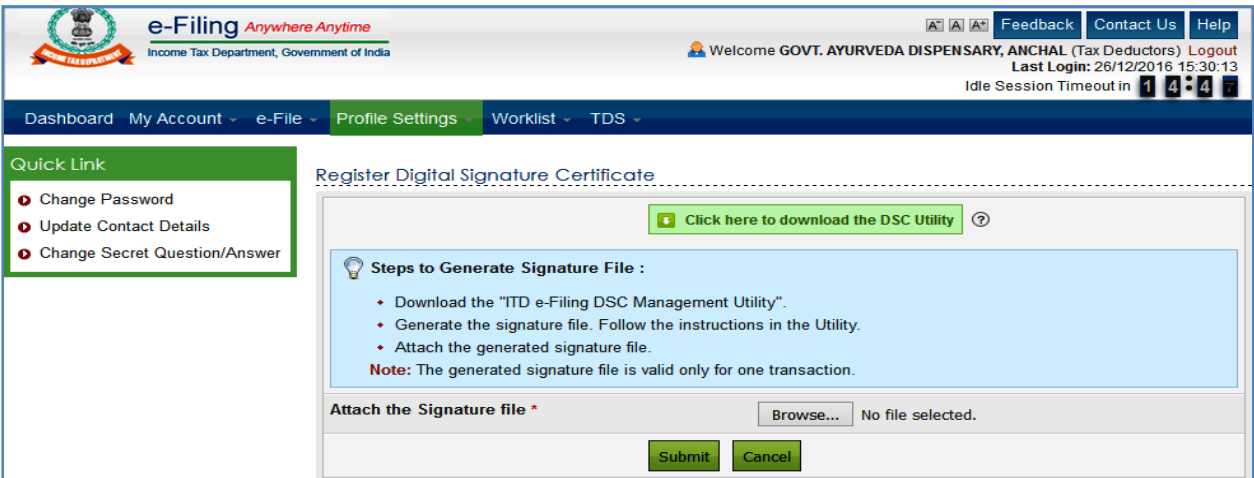 e-Filing Anywhere Anytime
Income Tax Department, Government of India
INCOME TAX DEPARTMENT
A- A A+ Feedback Contact Us Help
Welcome GOVT. AYURVEDA DISPENSARY, ANCHAL (Tax Deductors) Logout
Last Login: 26/12/2016 15:30:13
Idle Session Timeout in 1 4 : 4 7
Dashboard My Account e-File Profile Settings Worklist TDS
Quick Link
Change Password
Update Contact Details
Change Secret Question/Answer
Register Digital Signature Certificate
Click here to download the DSC Utility ?
Steps to Generate Signature File :
Download the "ITD e-Filing DSC Management Utility".
Generate the signature file. Follow the instructions in the Utility.
Attach the generated signature file.
Note: The generated signature file is valid only for one transaction.
Attach the Signature file * Browse... No file selected.
Submit Cancel